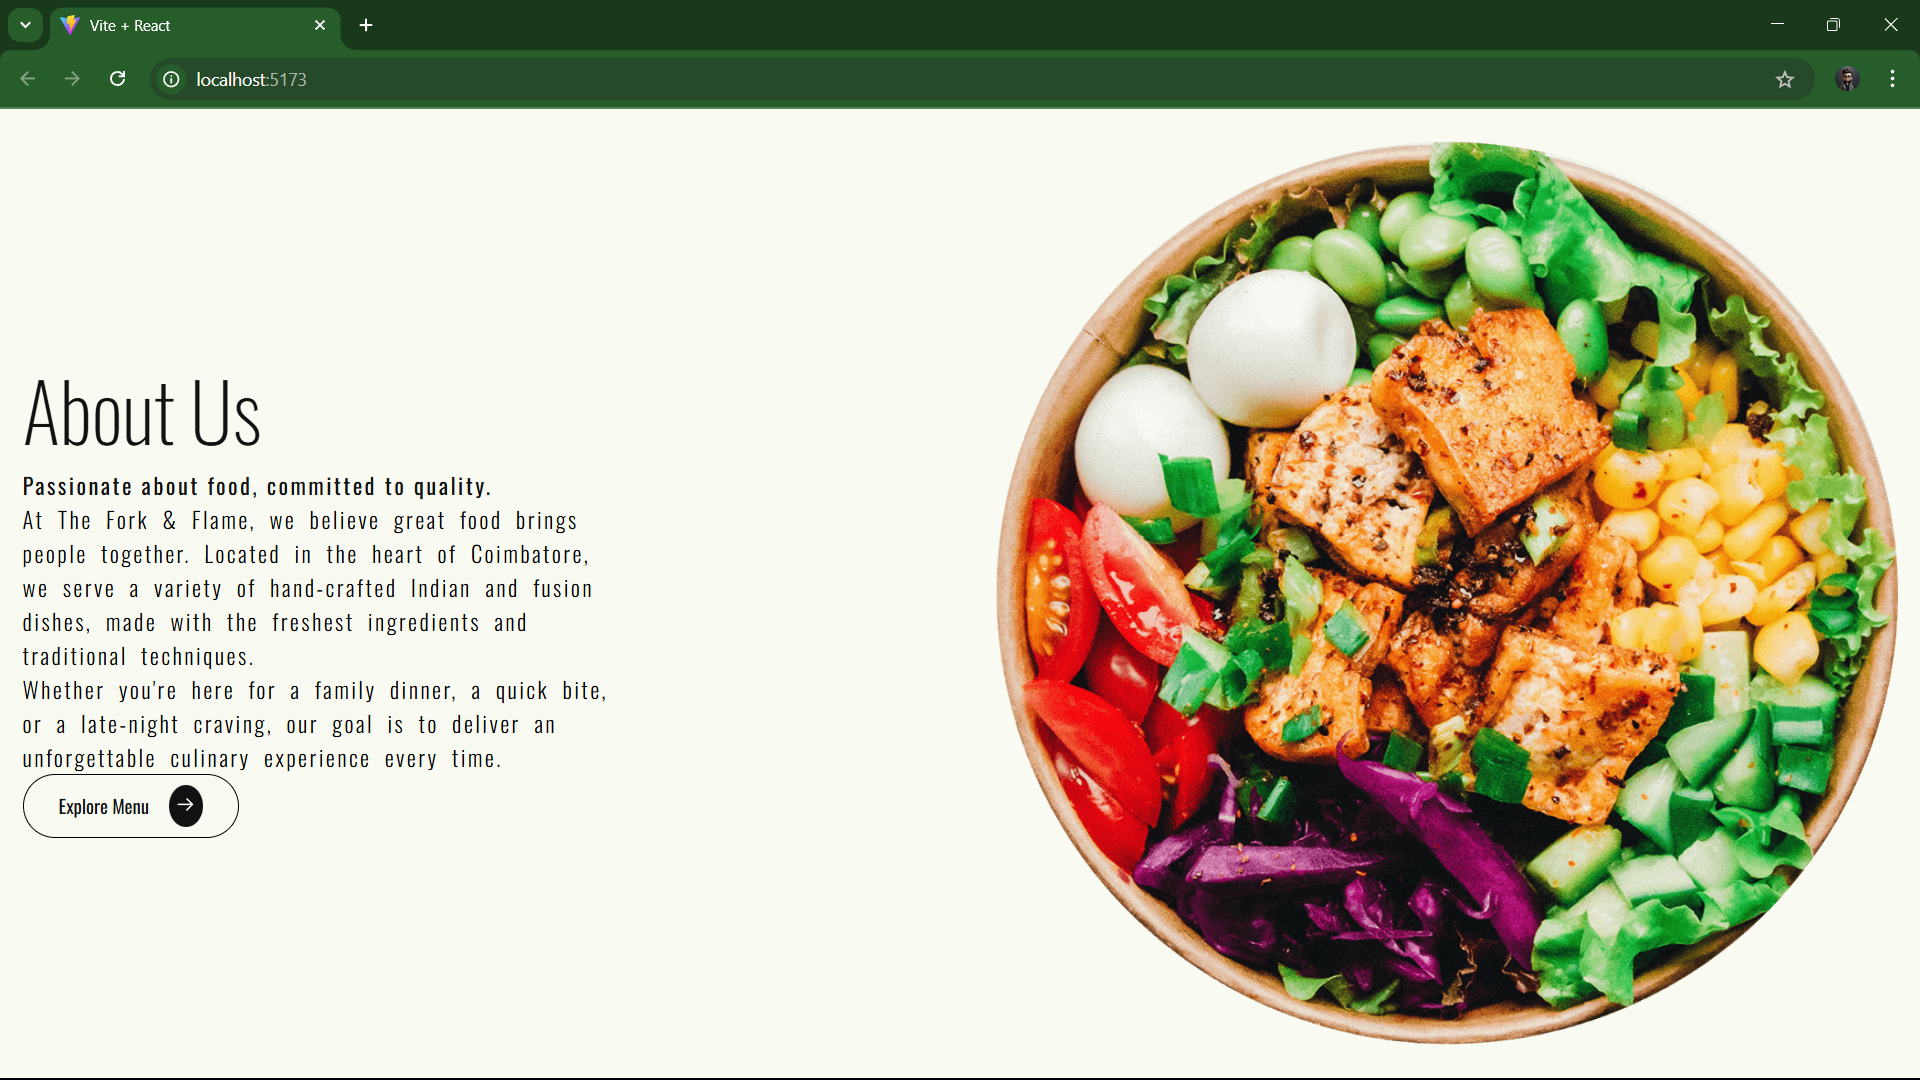 Vite + React
localhost:5173
About Us
Passionate about food, committed to quality.
At The Fork & Flame, we believe great food brings
people together. Located in the heart of Coimbatore,
we serve a variety of hand-crafted Indian and fusion
dishes, made with the freshest ingredients and
traditional techniques.
Whether you're here for a family dinner, a quick bite,
or a late-night craving, our goal is to deliver an
unforgettable culinary experience every time.
Explore Menu